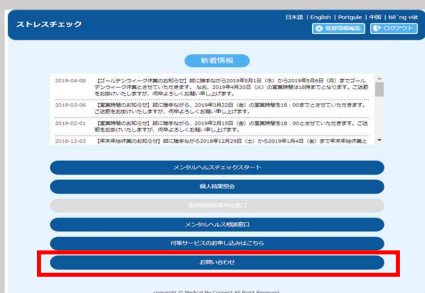 ストレスチェック
日本語 | English | Portgule | 中国 | tiê´ng việt
登録情報編集 ログアウト
新着情報
2019-04-08 【ゴールデンウィーク休業のお知らせ】誠に勝手ながら2019年5月1日（水）から2019年5月6日（月）までゴール
デンウィーク休業とさせていただきます。なお、2019年4月30日（火）の営業時間は18時までとなります。ご迷惑
をお掛けいたしますが、何卒よろしくお願い申し上げます。
2019-03-06 【営業時間のお知らせ】誠に勝手ながら、2019年3月22日（金）の営業時間を18：00までとさせていただきます。
ご迷惑をお掛けいたしますが、何卒よろしくお願い申し上げます。
2019-02-01 【営業時間のお知らせ】誠に勝手ながら、2019年2月15日（金）の営業時間を18：00とさせていただきます。ご迷
惑をお掛けいたしますが、何卒よろしくお願い申し上げます。
2018-12-03 【年末年始休業のお知らせ】誠に勝手ながら2018年12月29日（土）から2019年1月4日（金）まで年末年始休業と
メンタルヘルスチェックスタート
個人結果照会
メンタルヘルス相談窓口
付帯サービスのお申し込みはこちら
お問い合わせ
copyright © Medical Be Connect All Right Reserved